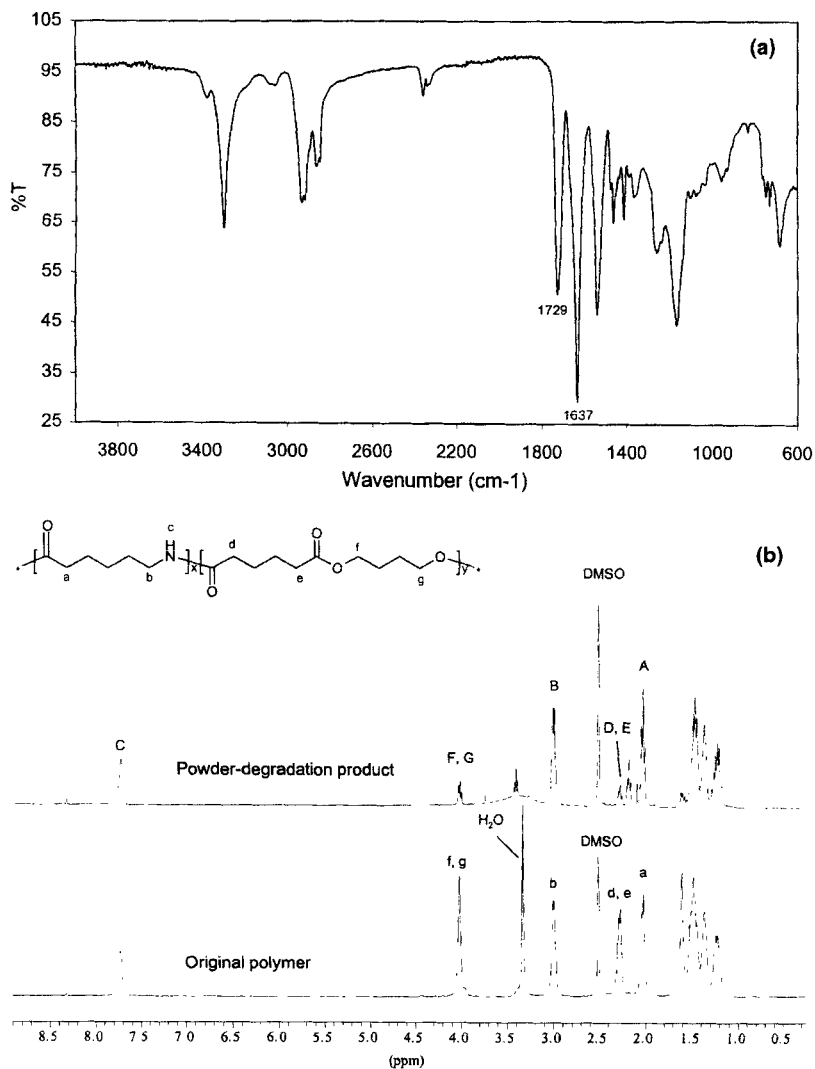 (a)
105
95
85
75
65
55
45
35
25
%T
1729
1637
3800 3400 3000 2600 2200 1800 1400 1000 600
Wavenumber (cm-1)
(b)
O
c
H
N
x
a
b
d
O
O
e
O
f
g
O
y
DMSO
A
B
D, E
C
F, G
Powder-degradation product
H₂O
DMSO
f, g
b
d, e
a
Original polymer
8.5 8.0 7.5 7.0 6.5 6.0 5.5 5.0 4.5 4.0 3.5 3.0 2.5 2.0 1.5 1.0 0.5
(ppm)